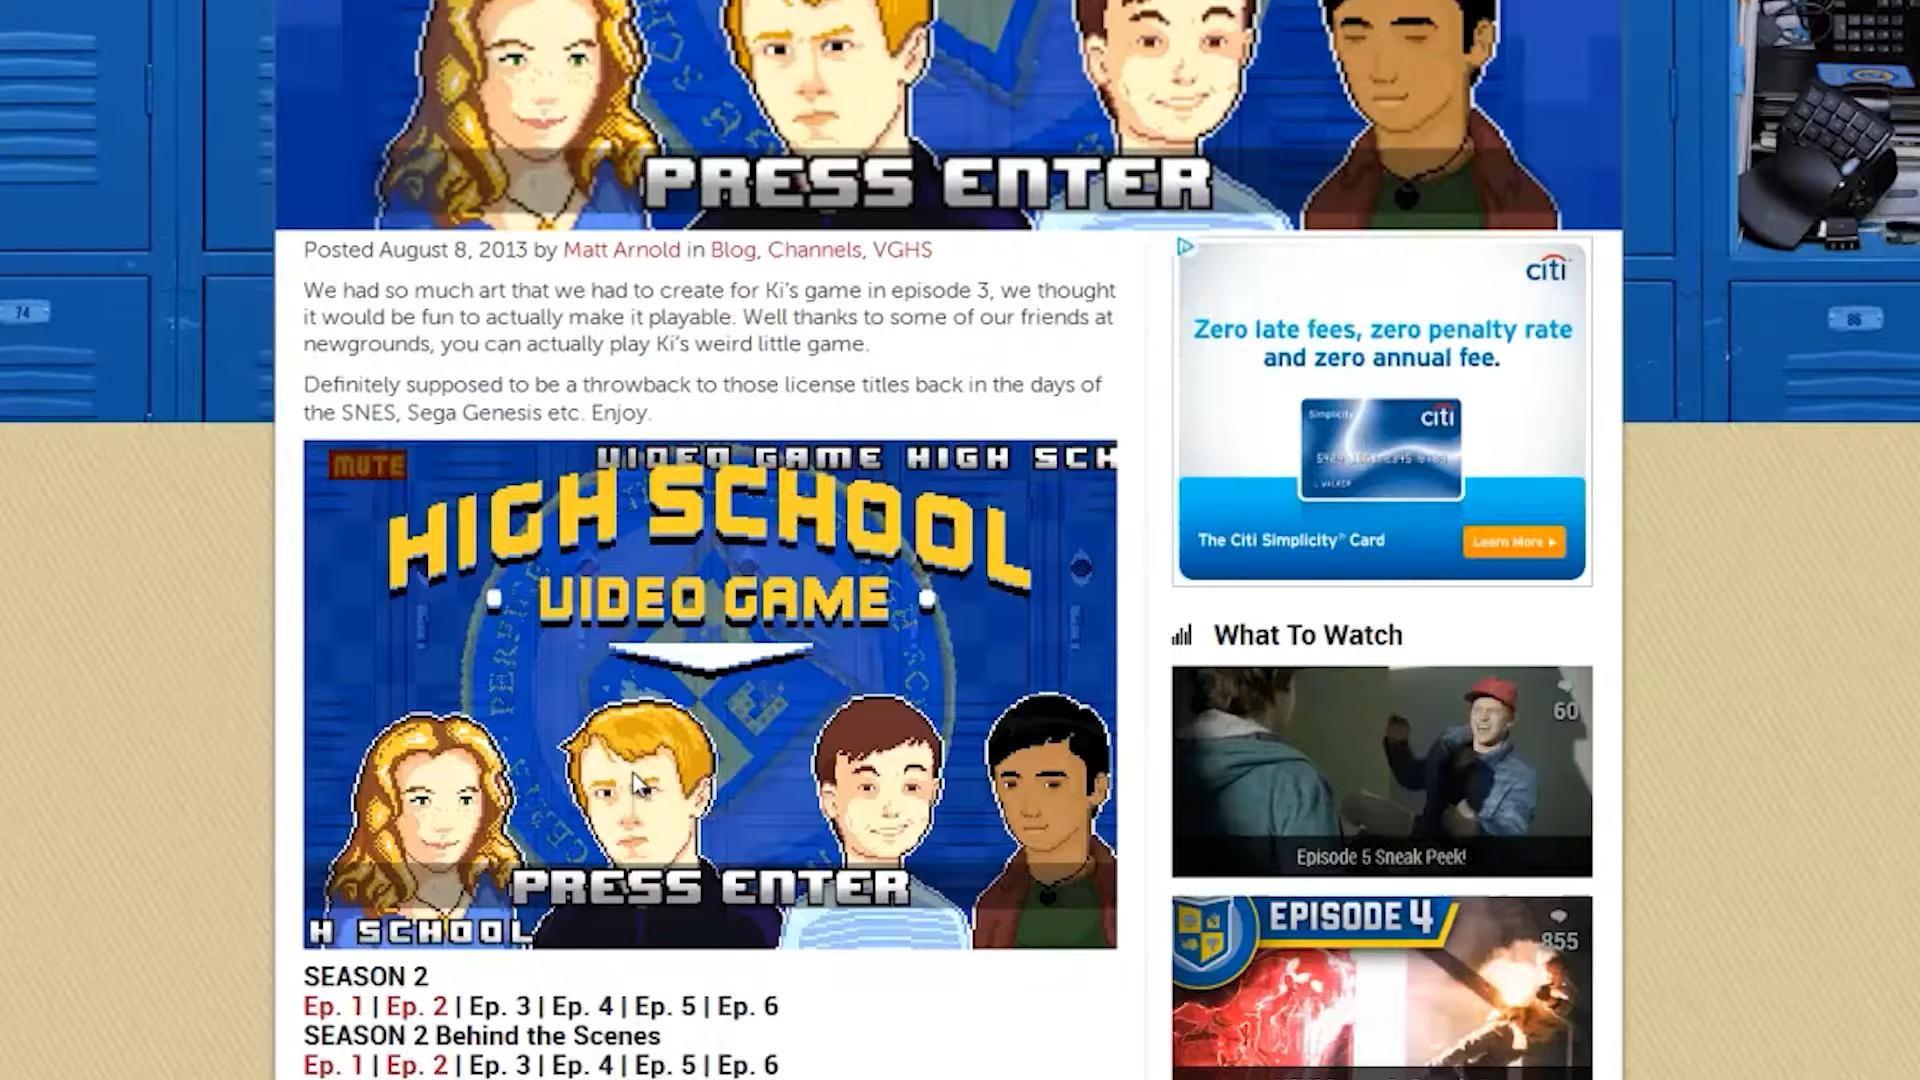 PRESS ENTER
Posted August 8, 2013 by Matt Arnold in Blog, Channels, VGHS
We had so much art that we had to create for Ki's game in episode 3, we thought
it would be fun to actually make it playable. Well thanks to some of our friends at
newgrounds, you can actually play Ki's weird little game.
Definitely supposed to be a throwback to those license titles back in the days of
the SNES, Sega Genesis etc. Enjoy.
MUTE
VIDEO GAME HIGH SCH
HIGH SCHOOL
VIDEO GAME
PRESS ENTER
H SCHOOL
SEASON 2
Ep. 1 | Ep. 2 | Ep. 3 | Ep. 4 | Ep. 5 | Ep. 6
SEASON 2 Behind the Scenes
Ep. 1 | Ep. 2 | Ep. 3 | Ep. 4 | Ep. 5 | Ep. 6
citi
Zero late fees, zero penalty rate
and zero annual fee.
Simplicity
citi
L WALKER
The Citi Simplicity® Card
Learn More
What To Watch
60
Episode 5 Sneak Peek!
EPISODE 4
855
74
86